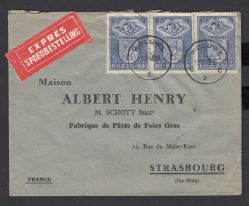 EXPRES
SPOEDBESTELLING
Maison
ALBERT HENRY
M. SCHOTT Succr
Fabrique de Pâtés de Foies Gras
12, Rue du Maire-Kuss
STRASBOURG
(Bas-Rhin)
FRANCE